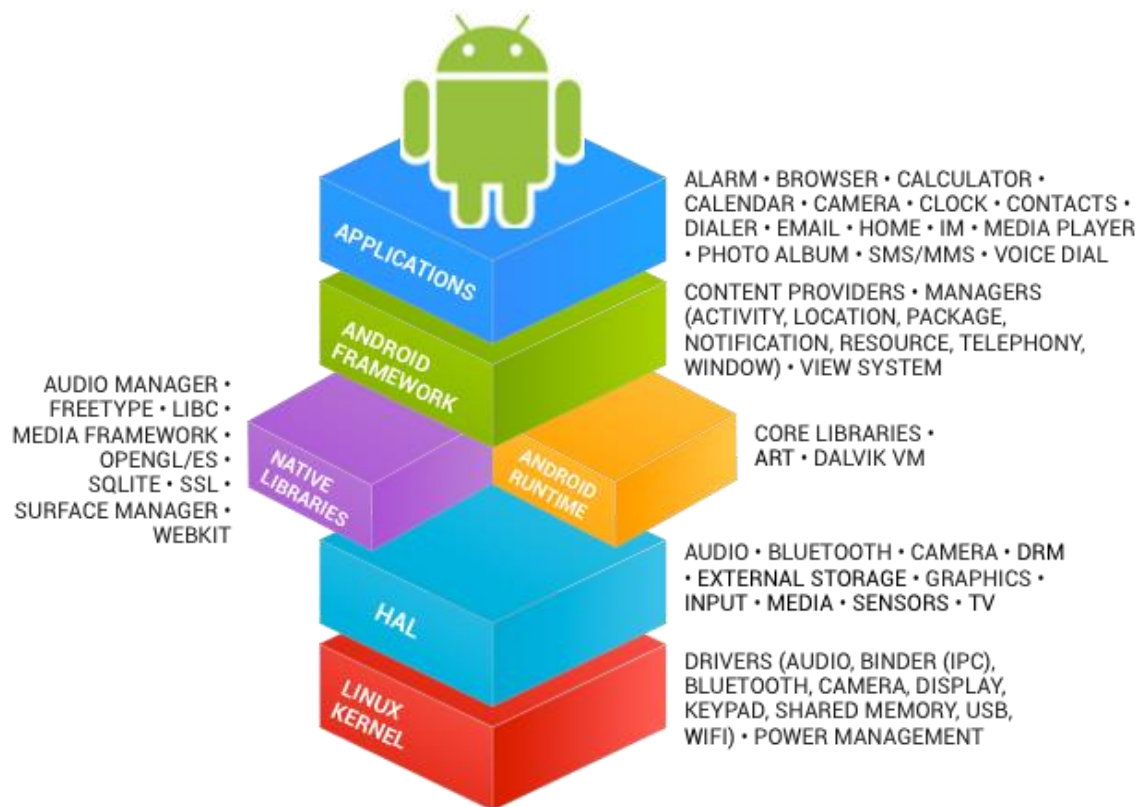 APPLICATIONS
ALARM • BROWSER • CALCULATOR •
CALENDAR • CAMERA • CLOCK • CONTACTS •
DIALER • EMAIL • HOME • IM • MEDIA PLAYER
• PHOTO ALBUM • SMS/MMS • VOICE DIAL
ANDROID
FRAMEWORK
CONTENT PROVIDERS • MANAGERS
(ACTIVITY, LOCATION, PACKAGE,
NOTIFICATION, RESOURCE, TELEPHONY,
WINDOW) • VIEW SYSTEM
AUDIO MANAGER •
FREETYPE • LIBC •
MEDIA FRAMEWORK •
OPENGL/ES •
SQLITE • SSL •
SURFACE MANAGER •
WEBKIT
NATIVE
LIBRARIES
ANDROID
RUNTIME
CORE LIBRARIES •
ART • DALVIK VM
HAL
AUDIO • BLUETOOTH • CAMERA • DRM
• EXTERNAL STORAGE • GRAPHICS •
INPUT • MEDIA • SENSORS • TV
LINUX
KERNEL
DRIVERS (AUDIO, BINDER (IPC),
BLUETOOTH, CAMERA, DISPLAY,
KEYPAD, SHARED MEMORY, USB,
WIFI) • POWER MANAGEMENT